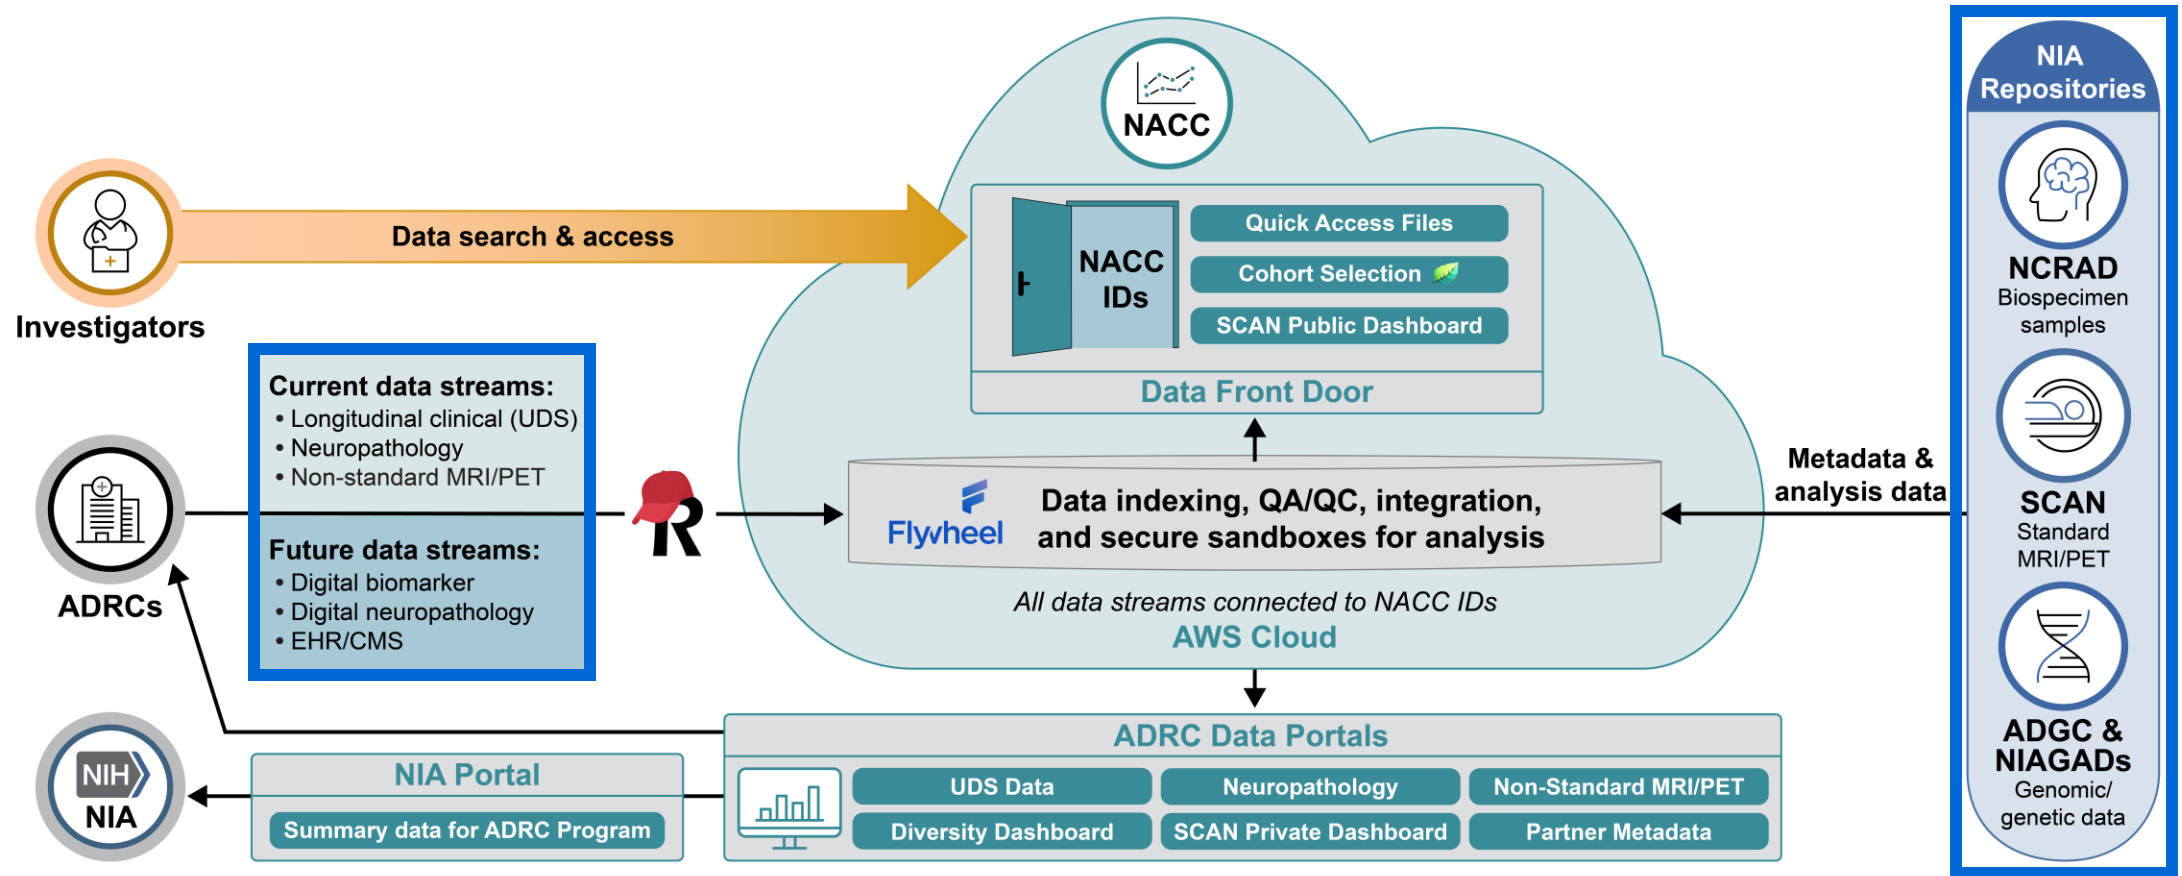 NACC
NIA
Repositories
Data search & access
Investigators
NACC
IDs
Quick Access Files
Cohort Selection
SCAN Public Dashboard
Data Front Door
NCRAD
Biospecimen
samples
Current data streams:
• Longitudinal clinical (UDS)
• Neuropathology
• Non-standard MRI/PET
Future data streams:
• Digital biomarker
• Digital neuropathology
• EHR/CMS
ADRCs
R
Flywheel
Data indexing, QA/QC, integration,
and secure sandboxes for analysis
All data streams connected to NACC IDs
AWS Cloud
Metadata &
analysis data
SCAN
Standard
MRI/PET
ADGC &
NIAGADs
Genomic/
genetic data
NIH
NIA
NIA Portal
Summary data for ADRC Program
ADRC Data Portals
UDS Data
Neuropathology
Non-Standard MRI/PET
Diversity Dashboard
SCAN Private Dashboard
Partner Metadata